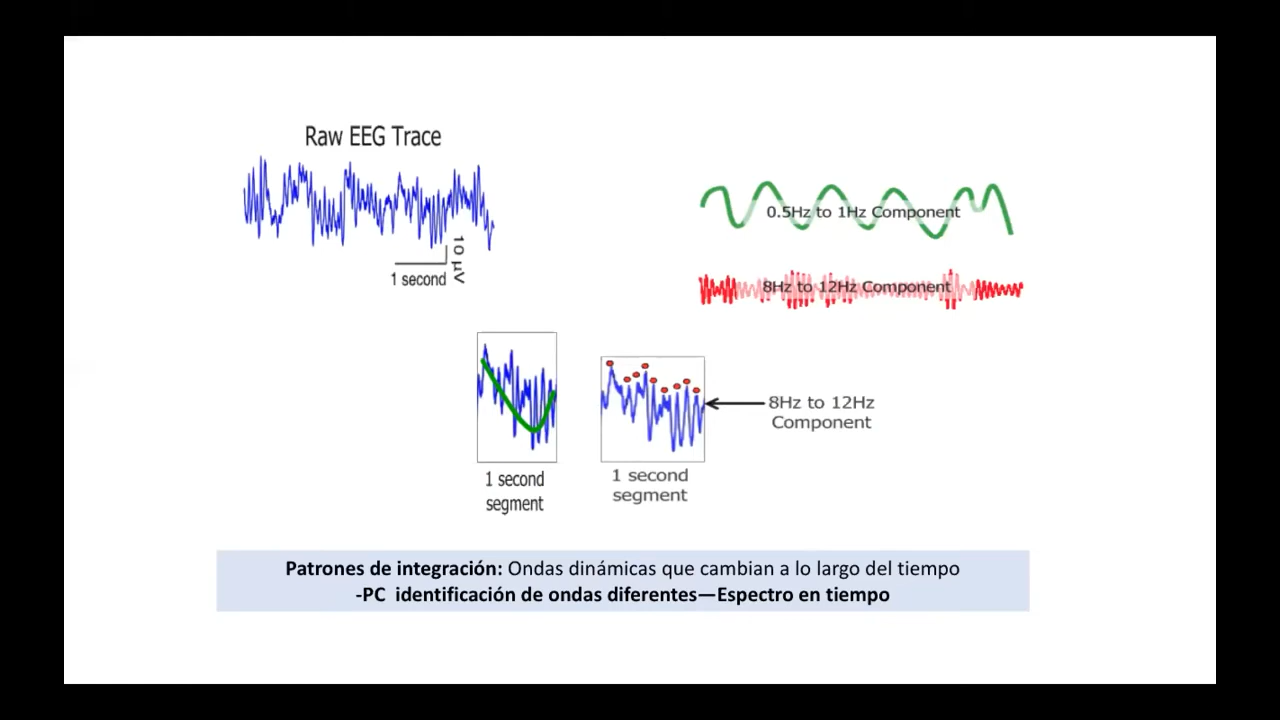 Raw EEG Trace
10 µV
1 second
0.5Hz to 1Hz Component
8Hz to 12Hz Component
1 second
segment
1 second
segment
8Hz to 12Hz
Component
Patrones de integración: Ondas dinámicas que cambian a lo largo del tiempo
-PC identificación de ondas diferentes—Espectro en tiempo